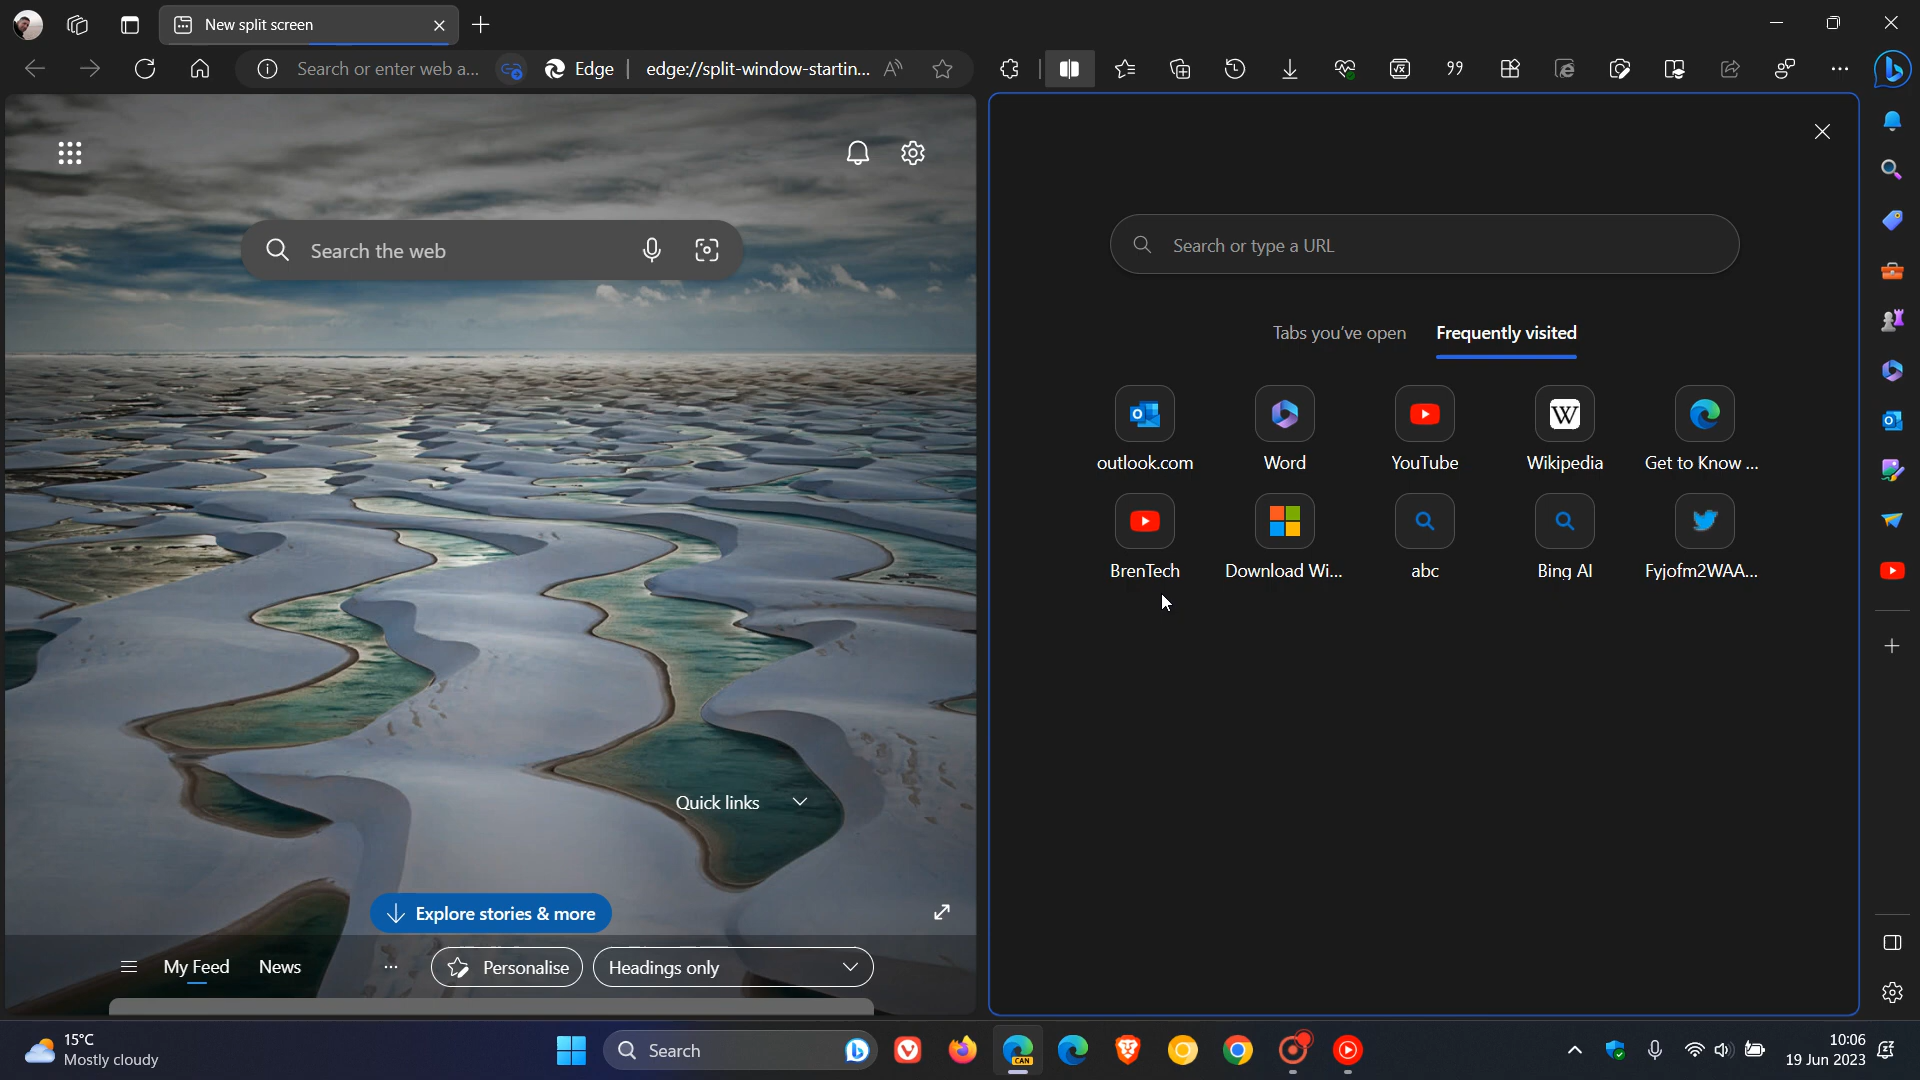 New split screen
Search or enter web a...
Edge
edge://split-window-startin...
Search the web
Search or type a URL
Tabs you've open
Frequently visited
outlook.com
Word
YouTube
Wikipedia
Get to Know ...
BrenTech
Download Wi...
abc
Bing AI
Fyjofm2WAA...
Quick links
Explore stories & more
My Feed
News
Personalise
Headings only
15°C
Mostly cloudy
Search
CAN
10:06
19 Jun 2023